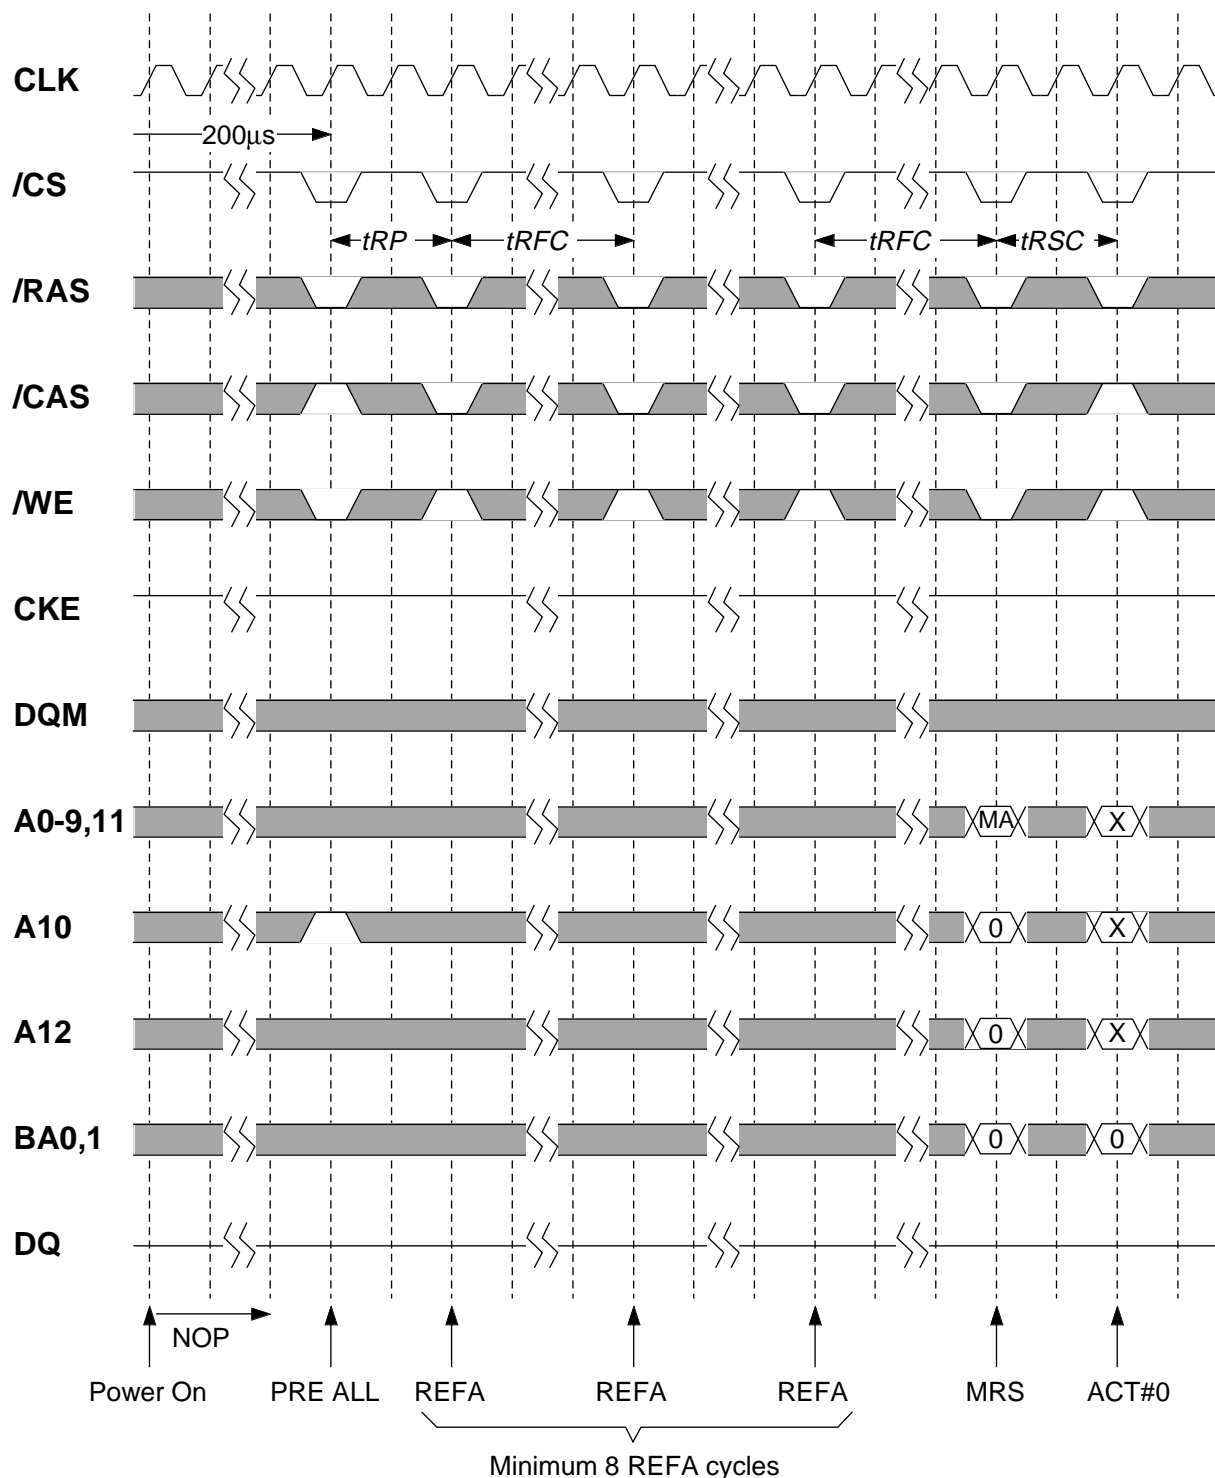 CLK
200μs
/CS
tRP tRFC tRFC tRSC
/RAS
/CAS
/WE
CKE
DQM
A0-9,11 MA X
A10 0 X
A12 0 X
BA0,1 0 0
DQ
NOP
Power On PRE ALL REFA REFA REFA MRS ACT#0
Minimum 8 REFA cycles